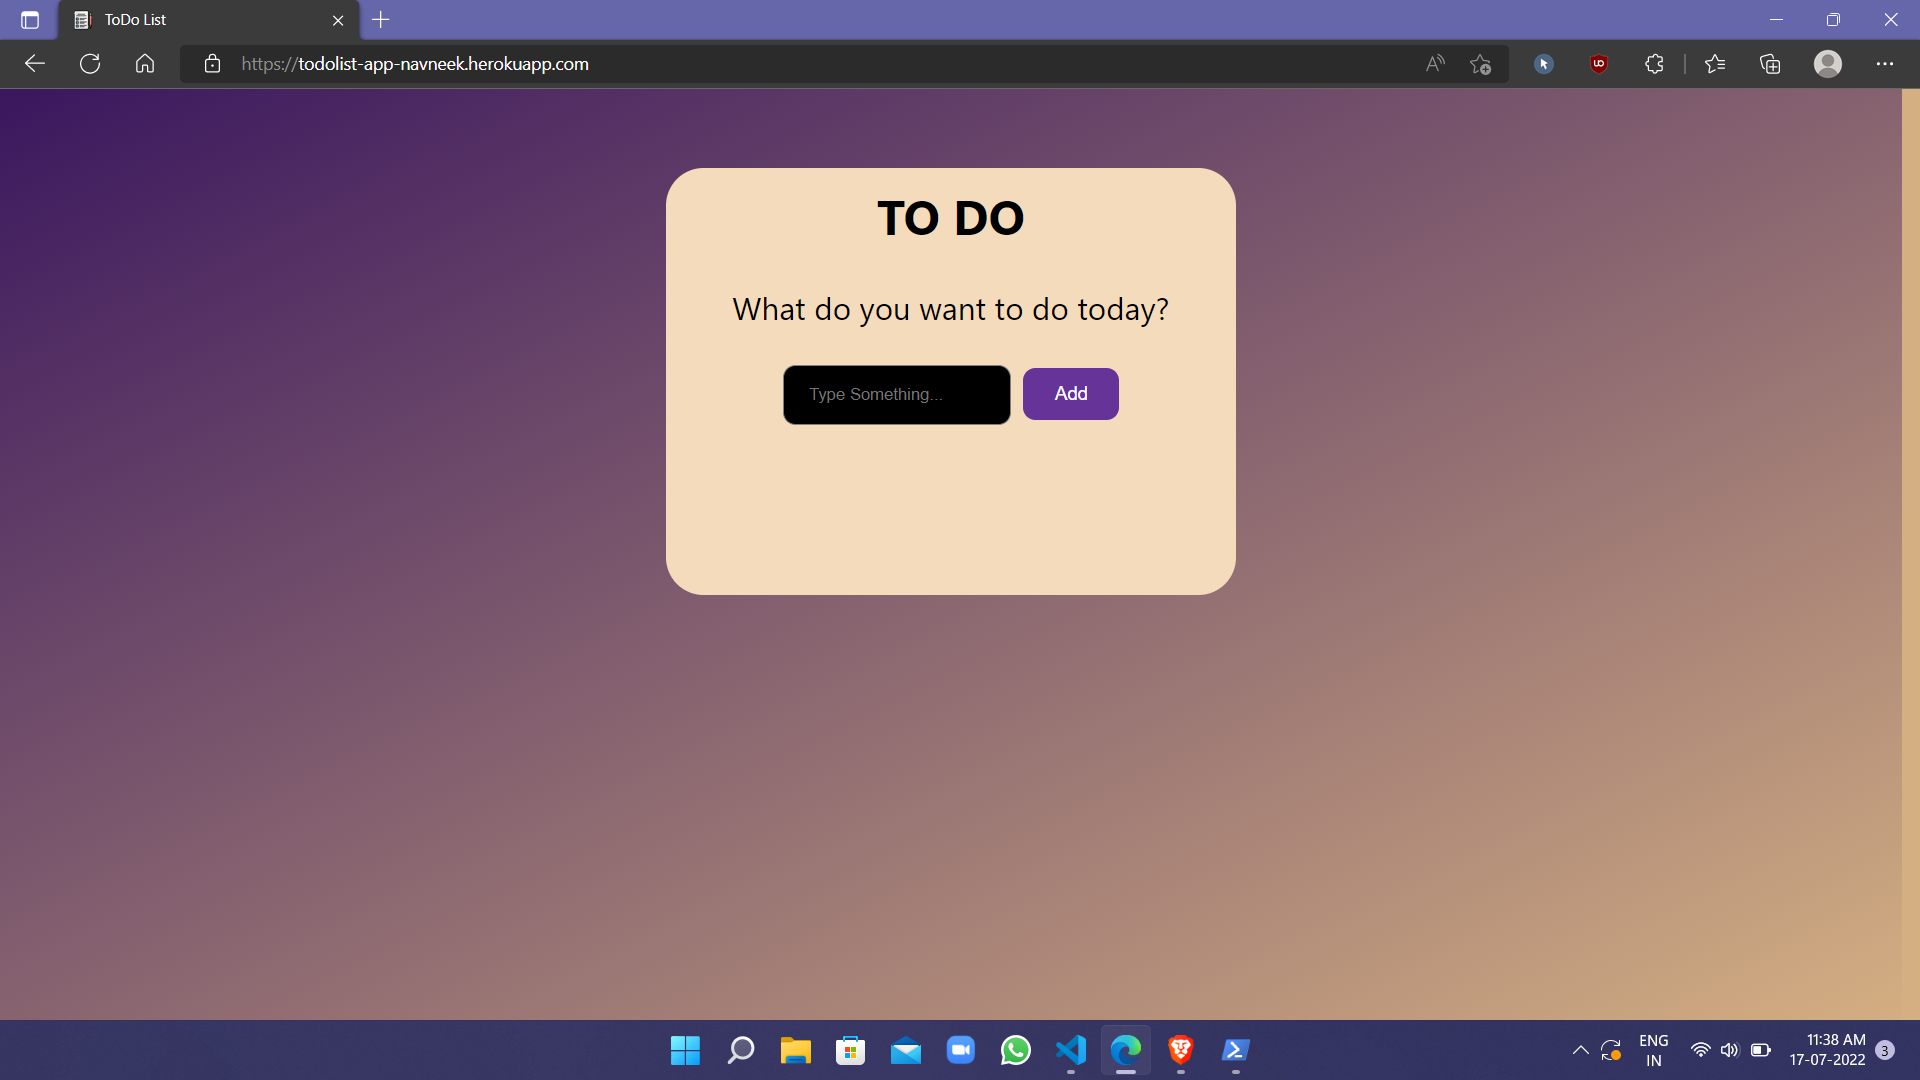 ToDo List
https://todolist-app-navneek.herokuapp.com
TO DO
What do you want to do today?
Type Something...
Add
ENG
IN
11:38 AM
17-07-2022
3